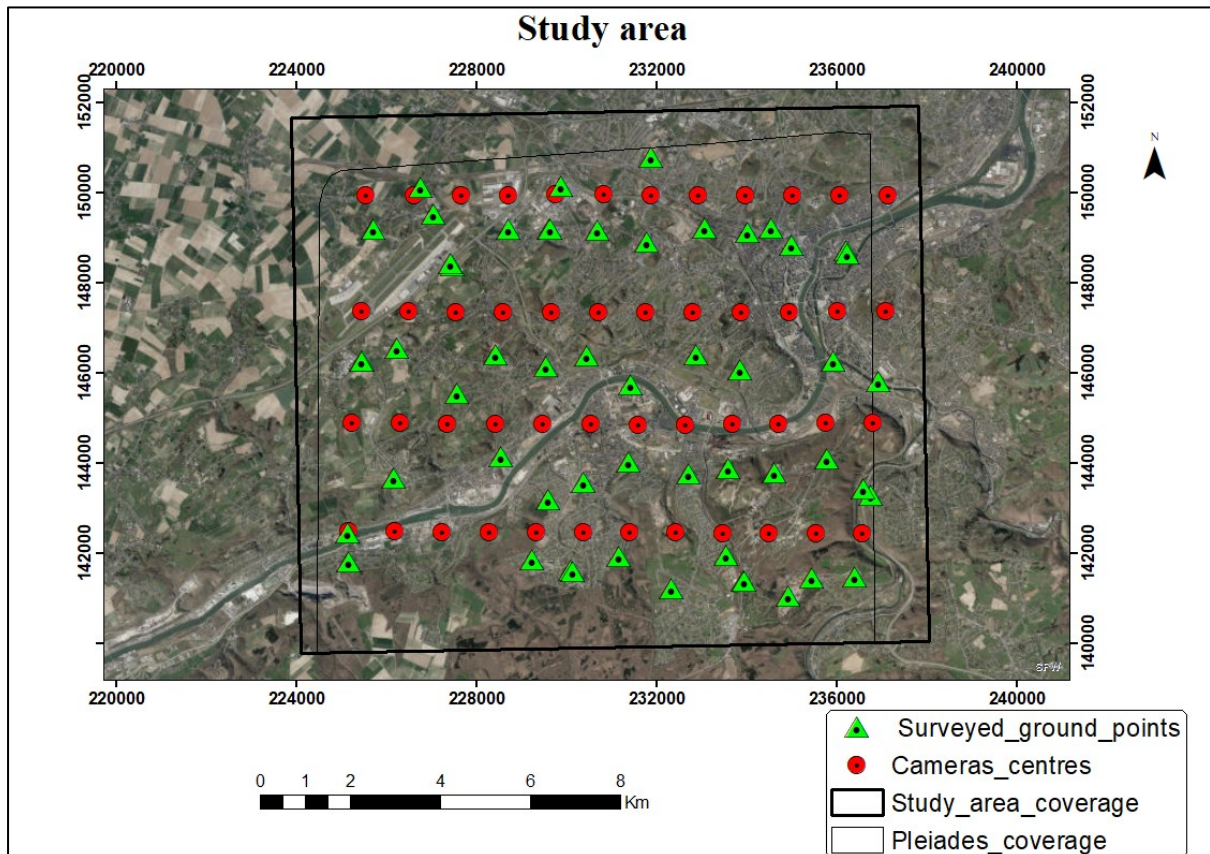 Study area
220000 224000 228000 232000 236000 240000
152000 152000
N
150000 150000
148000 148000
146000 146000
144000 144000
142000 142000
140000
SPW
220000 224000 228000 232000 236000 240000
Surveyed_ground_points
Cameras_centres
Study_area_coverage
Pleiades_coverage
0 1 2 4 6 8
Km